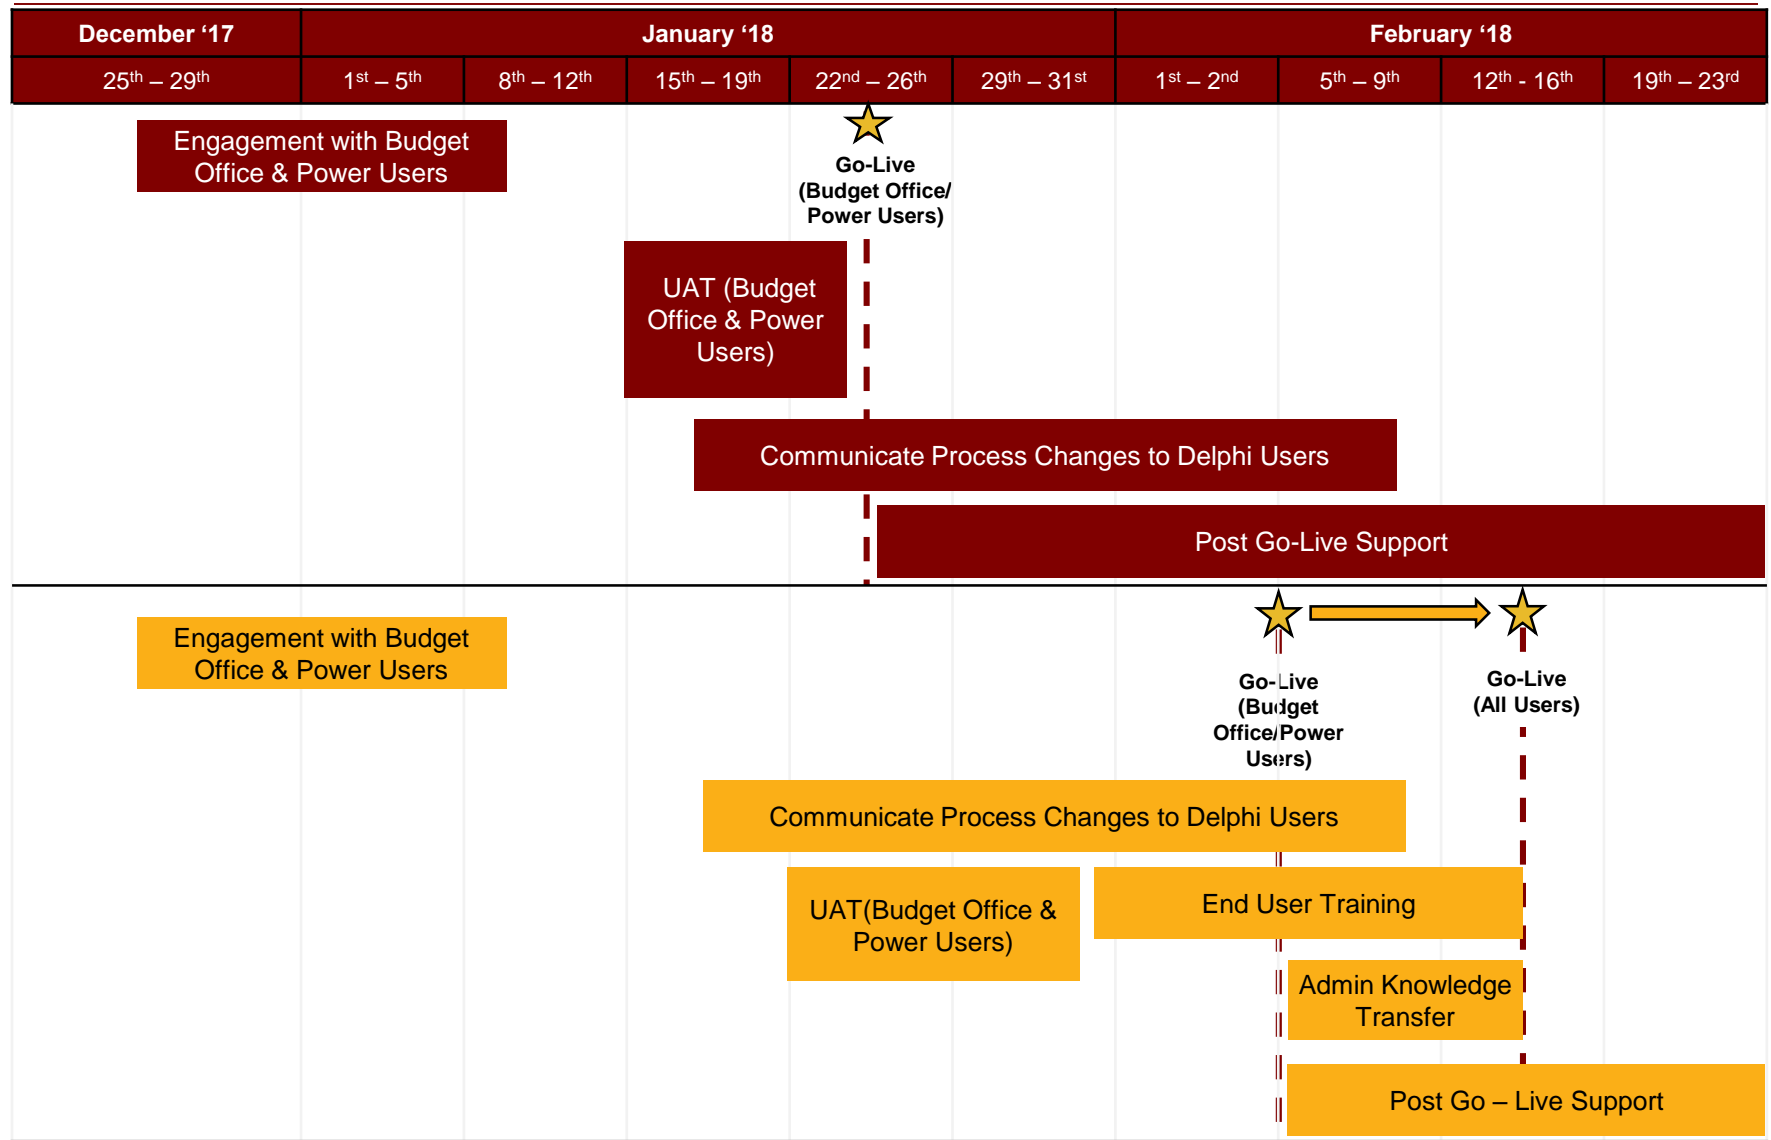 December ‘17
January ‘18
February ‘18
25th – 29th
1st – 5th
8th – 12th
15th – 19th
22nd – 26th
29th – 31st
1st – 2nd
5th – 9th
12th - 16th
19th – 23rd
Engagement with Budget
Office & Power Users
Go-Live
(Budget Office/
Power Users)
UAT (Budget
Office & Power
Users)
Communicate Process Changes to Delphi Users
Post Go-Live Support
Engagement with Budget
Office & Power Users
Go-Live
(Budget
Office/Power
Users)
Go-Live
(All Users)
Communicate Process Changes to Delphi Users
UAT(Budget Office &
Power Users)
End User Training
Admin Knowledge
Transfer
Post Go – Live Support